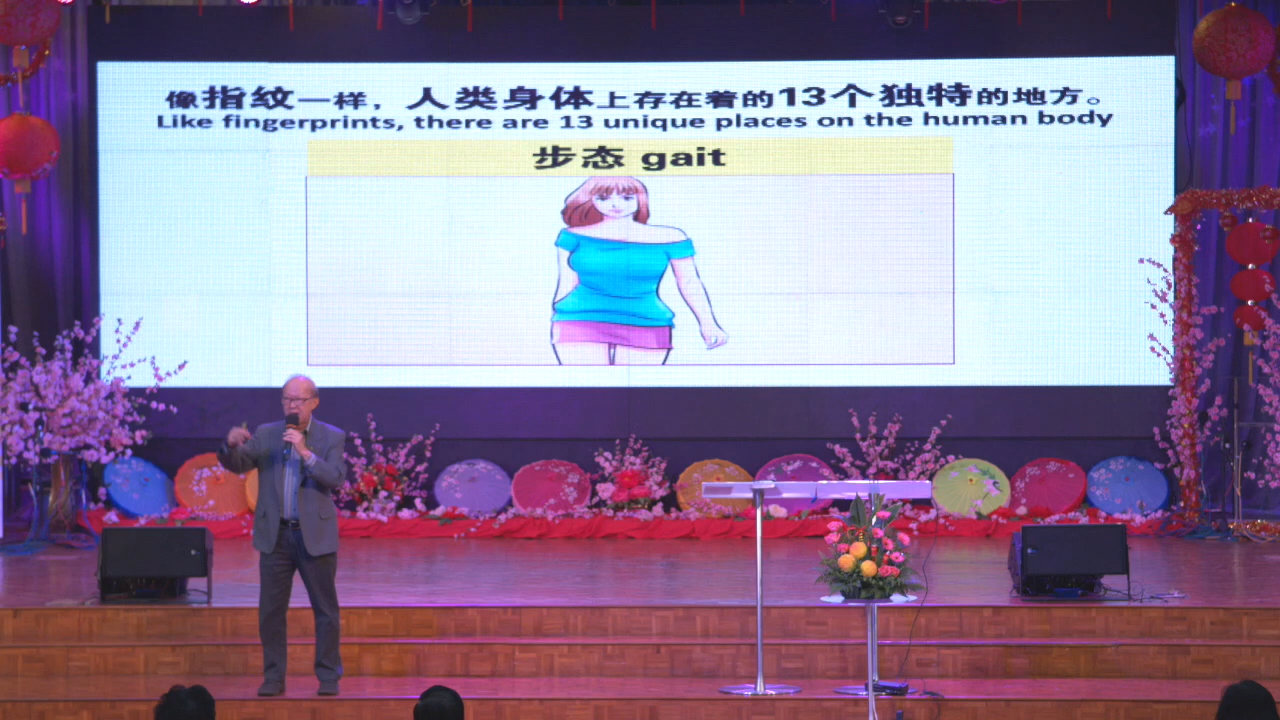 像指纹一样，人类身体上存在着的13个独特的地方。
Like fingerprints, there are 13 unique places on the human body
步态 gait